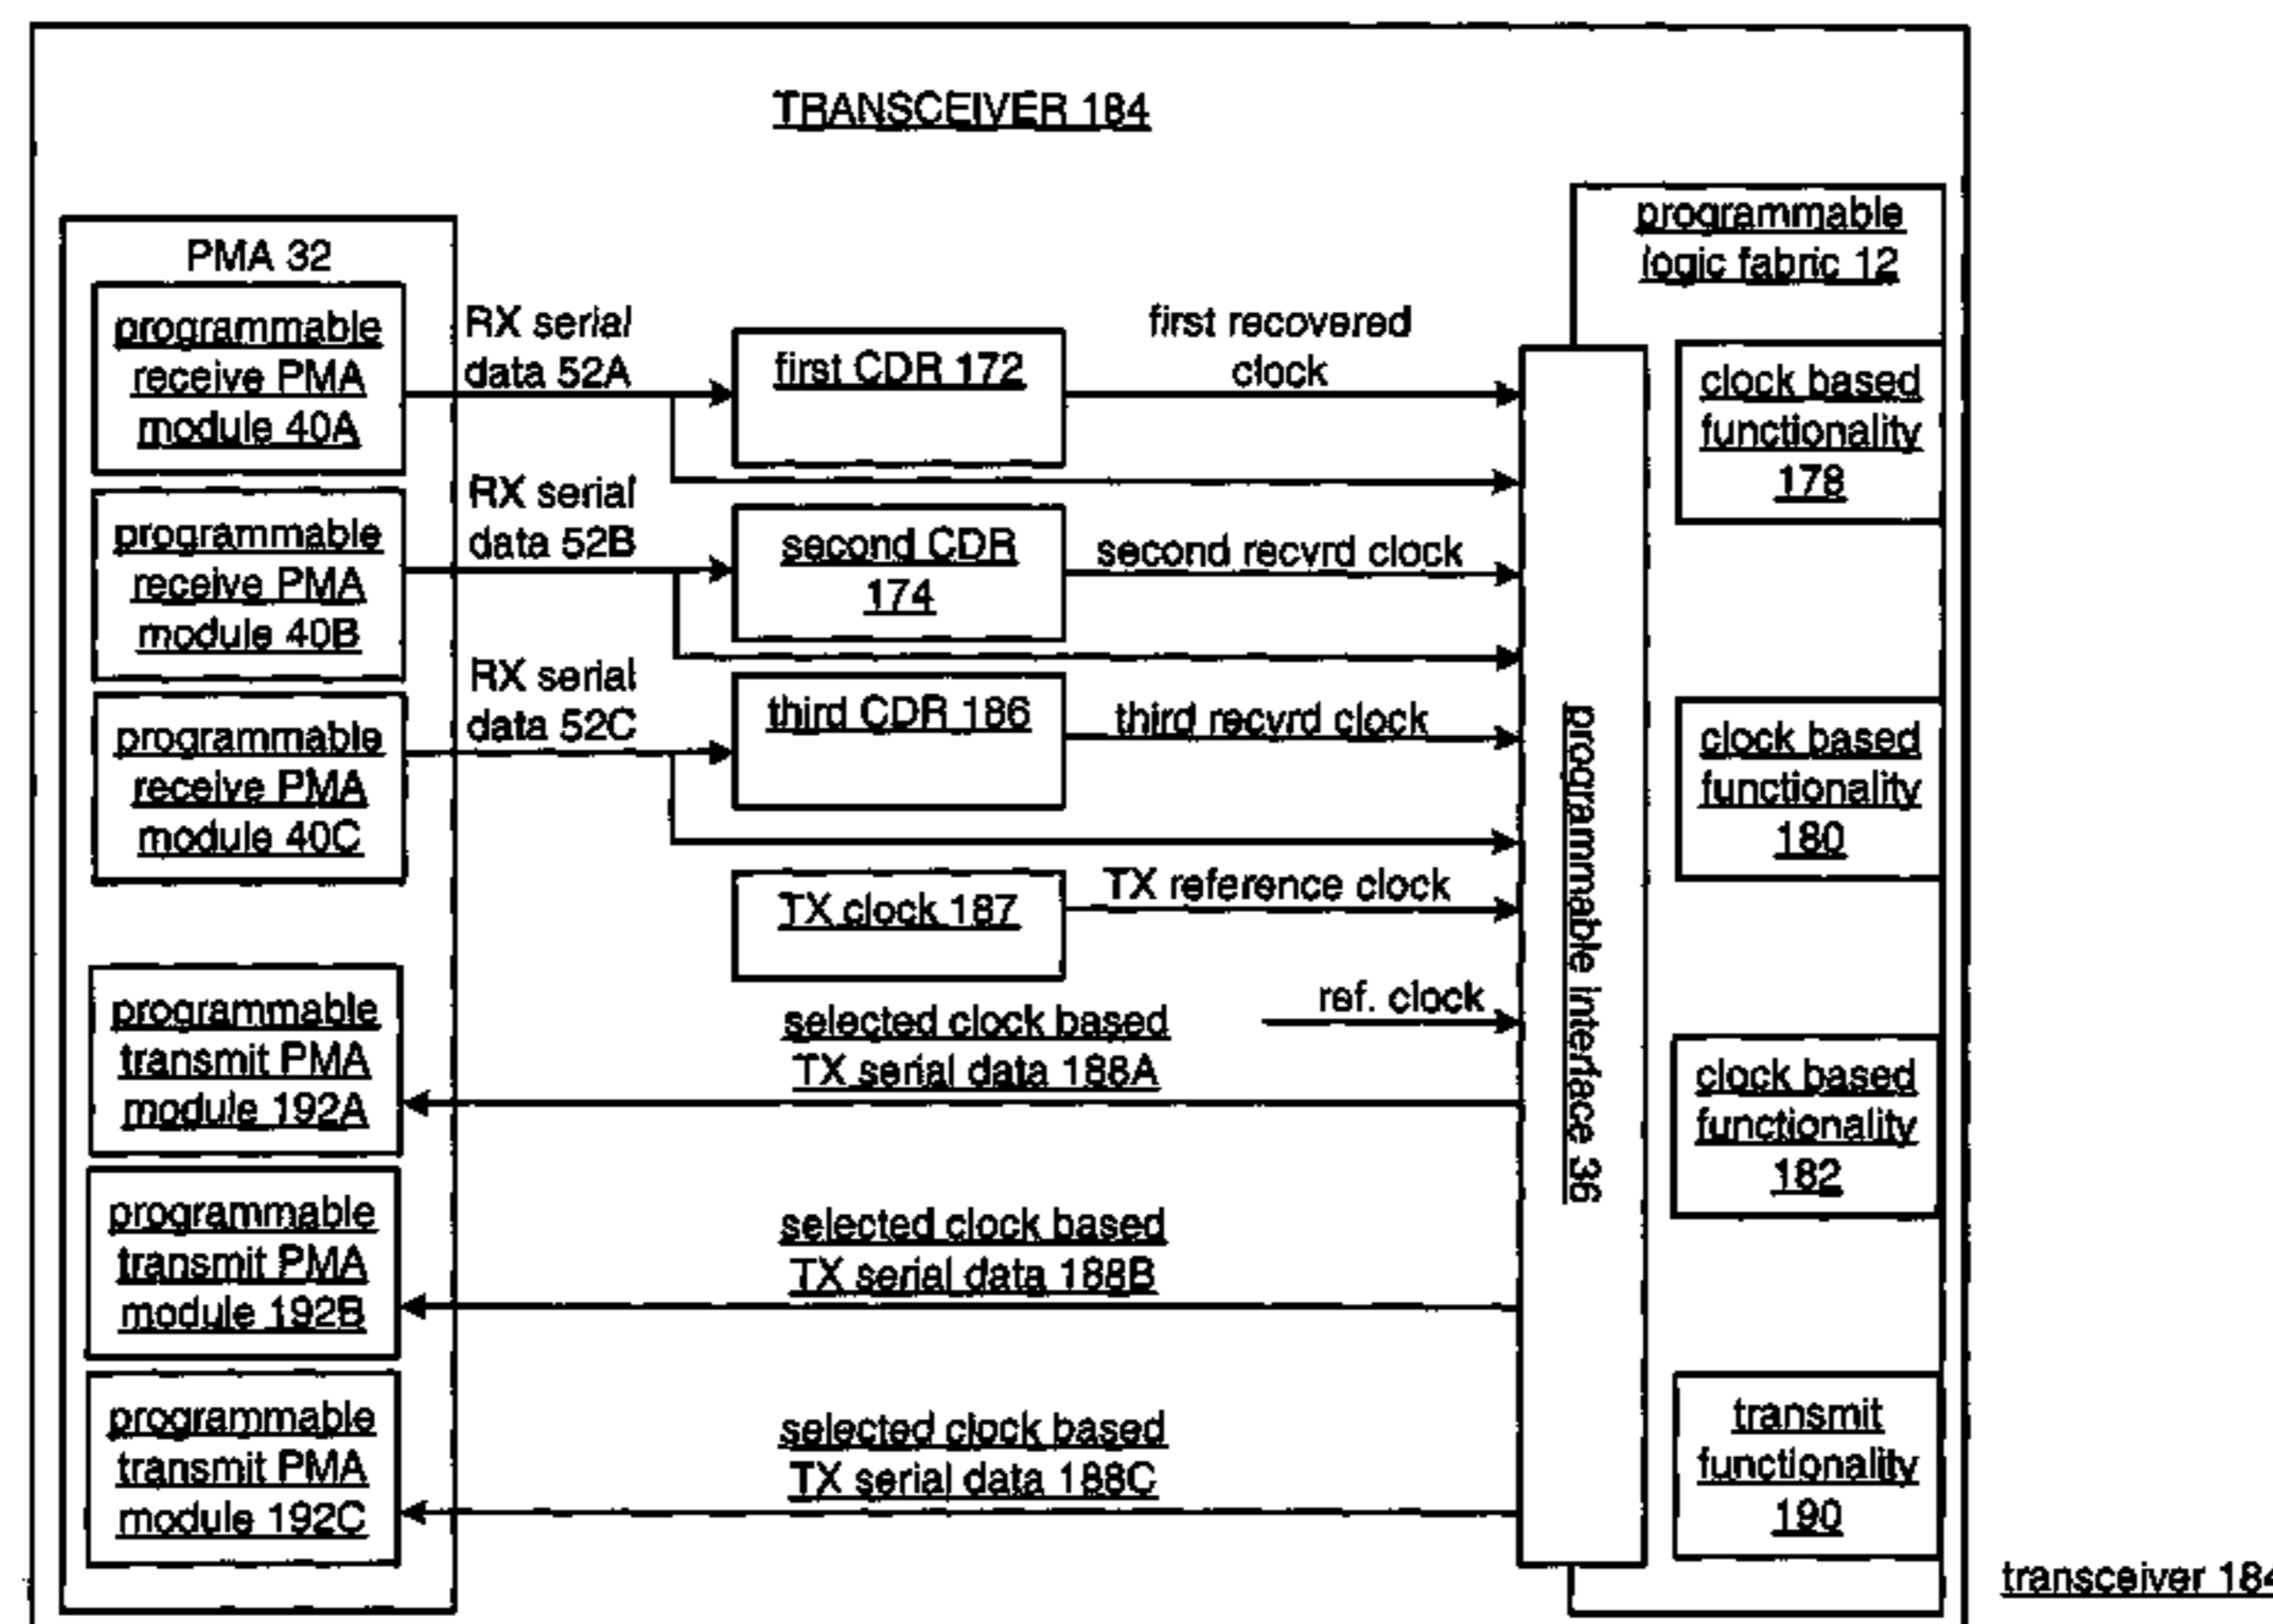 TRANSCEIVER 184
PMA 32
programmable
receive PMA
module 40A
programmable
receive PMA
module 40B
programmable
receive PMA
module 40C
programmable
transmit PMA
module 192A
programmable
transmit PMA
module 192B
programmable
transmit PMA
module 192C
RX serial
data 52A
RX serial
data 52B
RX serial
data 52C
first CDR 172
second CDR
174
third CDR 186
TX clock 187
first recovered
clock
second recvrd clock
third recvrd clock
TX reference clock
ref. clock
selected clock based
TX serial data 188A
selected clock based
TX serial data 188B
selected clock based
TX serial data 188C
programmable interface 36
programmable
logic fabric 12
clock based
functionality
178
clock based
functionality
180
clock based
functionality
182
transmit
functionality
190
transceiver 184